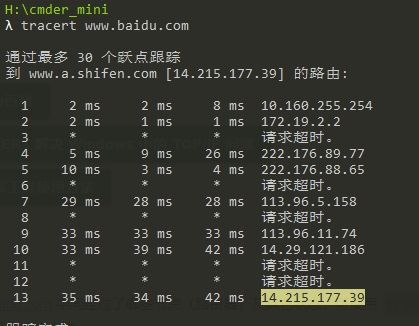 H:\cmder_mini
λ tracert www.baidu.com
通过最多 30 个跃点跟踪
到 www.a.shifen.com [14.215.177.39] 的路由:
1 2 ms 2 ms 8 ms 10.160.255.254
2 2 ms 1 ms 1 ms 172.19.2.2
3 * * * 请求超时。
4 5 ms 9 ms 26 ms 222.176.89.77
5 10 ms 3 ms 4 ms 222.176.88.65
6 * * * 请求超时。
7 29 ms 28 ms 28 ms 113.96.5.158
8 * * * 请求超时。
9 33 ms 33 ms 33 ms 113.96.11.74
10 33 ms 39 ms 42 ms 14.29.121.186
11 * * * 请求超时。
12 * * * 请求超时。
13 35 ms 34 ms 42 ms 14.215.177.39